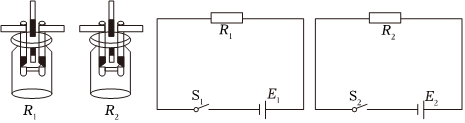 R₁ R₂
R₁
S₁ E₁
R₂
S₂ E₂